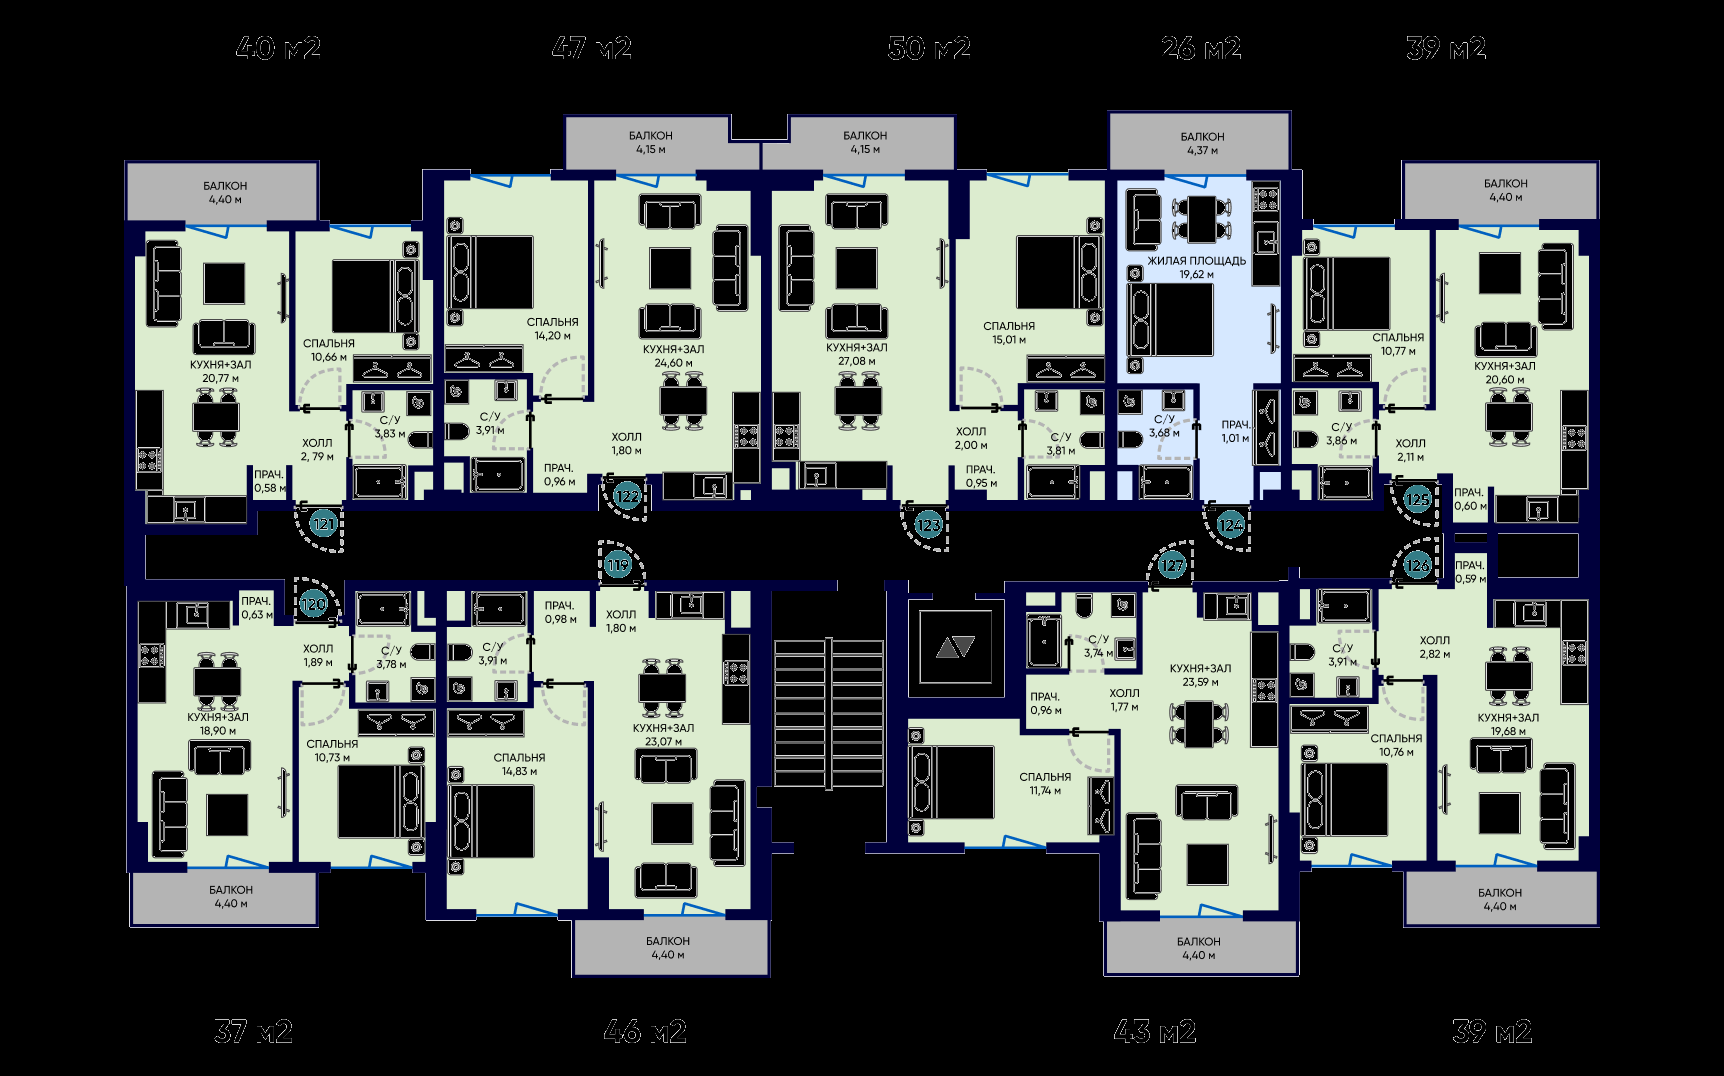 40 м2
47 м2
50 м2
26 м2
39 м2
БАЛКОН
4,40 м
БАЛКОН
4,15 м
БАЛКОН
4,15 м
БАЛКОН
4,37 м
БАЛКОН
4,40 м
КУХНЯ+ЗАЛ
20,77 м
СПАЛЬНЯ
10,66 м
С/У
3,83 м
ХОЛЛ
2,79 м
ПРАЧ.
0,58 м
121
СПАЛЬНЯ
14,20 м
КУХНЯ+ЗАЛ
24,60 м
С/У
3,91 м
ХОЛЛ
1,80 м
ПРАЧ.
0,96 м
122
КУХНЯ+ЗАЛ
27,08 м
СПАЛЬНЯ
15,01 м
ХОЛЛ
2,00 м
С/У
3,81 м
ПРАЧ.
0,95 м
123
ЖИЛАЯ ПЛОЩАДЬ
19,62 м
С/У
3,68 м
ПРАЧ.
1,01 м
124
СПАЛЬНЯ
10,77 м
КУХНЯ+ЗАЛ
20,60 м
С/У
3,86 м
ХОЛЛ
2,11 м
ПРАЧ.
0,60 м
125
120
ПРАЧ.
0,63 м
ХОЛЛ
1,89 м
С/У
3,78 м
КУХНЯ+ЗАЛ
18,90 м
СПАЛЬНЯ
10,73 м
БАЛКОН
4,40 м
119
ПРАЧ.
0,98 м
ХОЛЛ
1,80 м
С/У
3,91 м
КУХНЯ+ЗАЛ
23,07 м
СПАЛЬНЯ
14,83 м
БАЛКОН
4,40 м
127
С/У
3,74 м
КУХНЯ+ЗАЛ
23,59 м
ПРАЧ.
0,96 м
ХОЛЛ
1,77 м
СПАЛЬНЯ
11,74 м
БАЛКОН
4,40 м
126
ПРАЧ.
0,59 м
ХОЛЛ
2,82 м
С/У
3,91 м
КУХНЯ+ЗАЛ
19,68 м
СПАЛЬНЯ
10,76 м
БАЛКОН
4,40 м
37 м2
46 м2
43 м2
39 м2